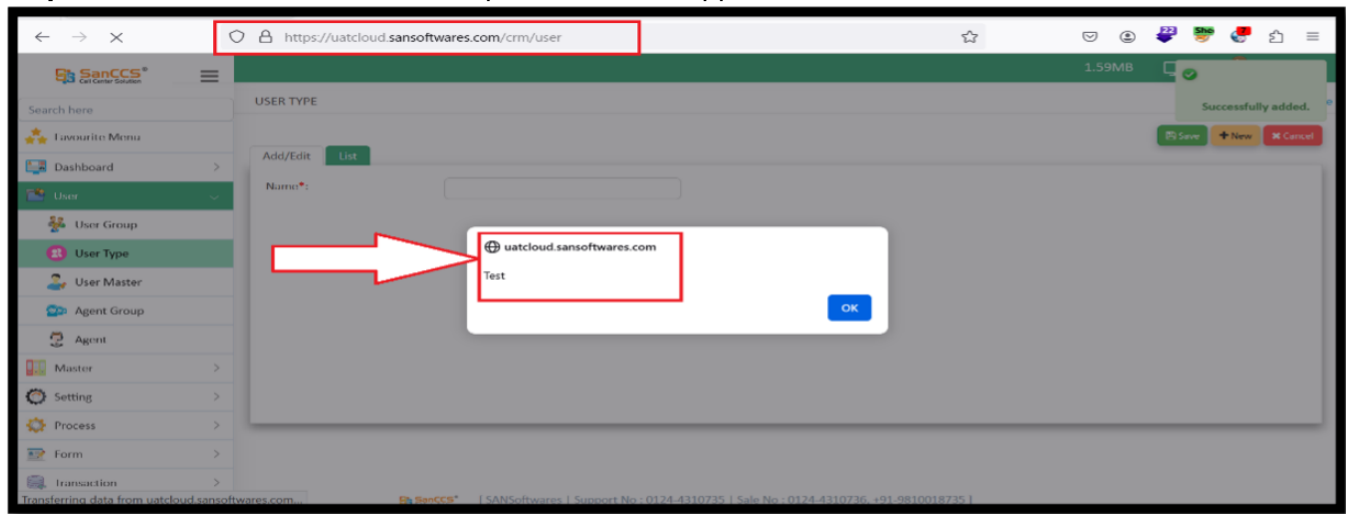 https://uatcloud.sansoftwares.com/crm/user
22
She
SanCCS®
Call Center Solution
1.59MB
Search here
USER TYPE
Successfully added.
Favourite Menu
Save
+ New
✖ Cancel
Dashboard
Add/Edit
List
User
Name*:
User Group
User Type
uatcloud.sansoftwares.com
Test
User Master
OK
Agent Group
Agent
Master
Setting
Process
Form
Transaction
Transferring data from uatcloud.sansoftwares.com...
SanCCS® [ SANSoftwares | Support No : 0124-4310735 | Sale No : 0124-4310736, +91-9810018735 ]